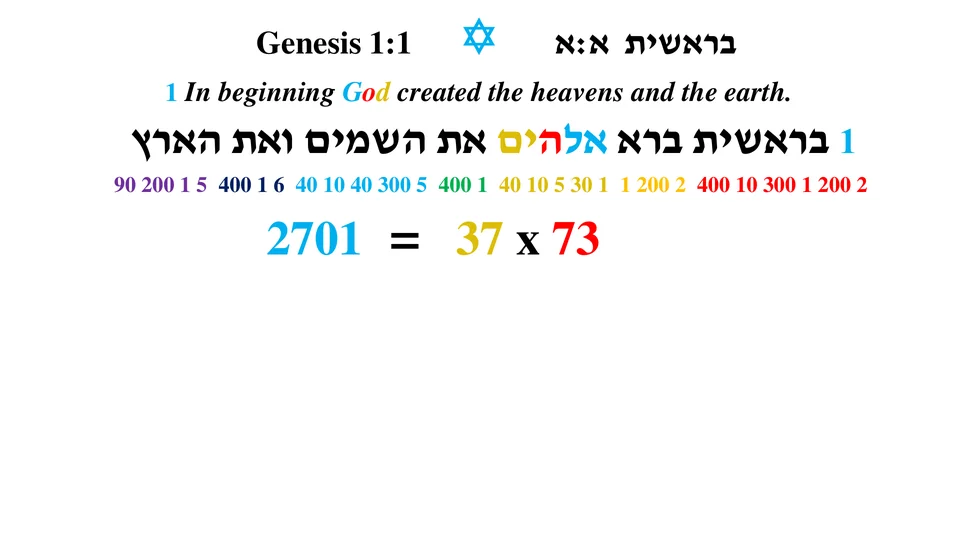 Genesis 1:1 ✡ בראשית א:א
1 In beginning God created the heavens and the earth.
1 בראשית ברא אלהים את השמים ואת הארץ
90 200 1 5 400 1 6 40 10 40 300 5 400 1 40 10 5 30 1 1 200 2 400 10 300 1 200 2
2701 = 37 x 73